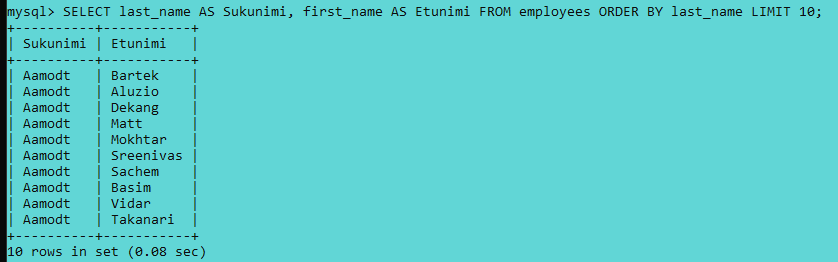 mysql> SELECT last_name AS Sukunimi, first_name AS Etunimi FROM employees ORDER BY last_name LIMIT 10;
+----------+-----------+
| Sukunimi | Etunimi   |
+----------+-----------+
| Aamodt   | Bartek    |
| Aamodt   | Aluzio    |
| Aamodt   | Dekang    |
| Aamodt   | Matt      |
| Aamodt   | Mokhtar   |
| Aamodt   | Sreenivas |
| Aamodt   | Sachem    |
| Aamodt   | Basim     |
| Aamodt   | Vidar     |
| Aamodt   | Takanari  |
+----------+-----------+
10 rows in set (0.08 sec)